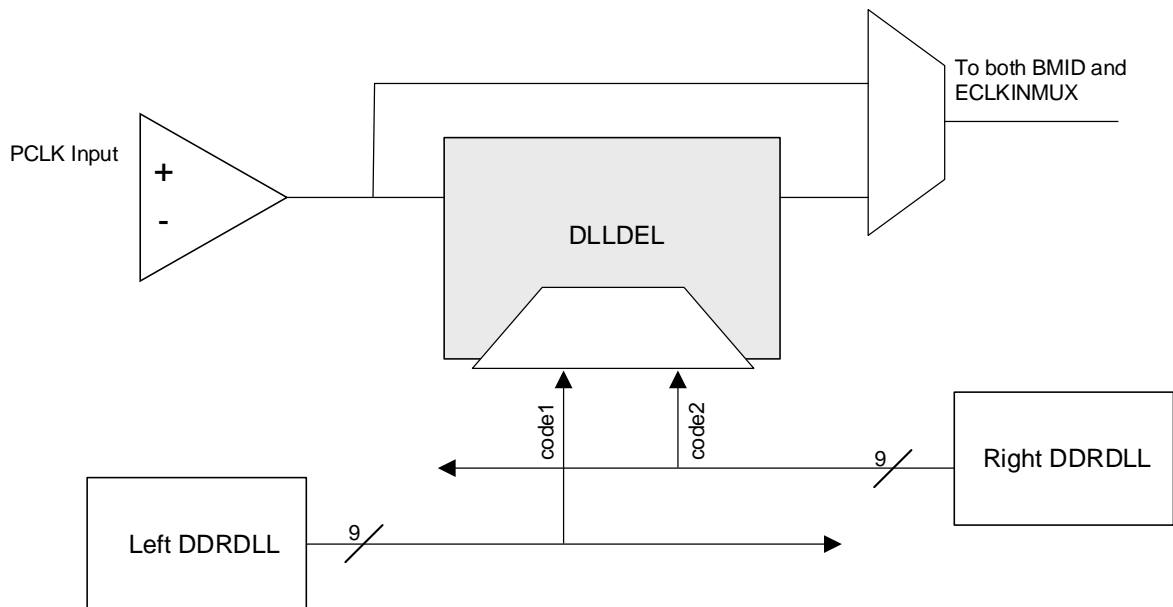 To both BMID and
ECLKINMUX
PCLK Input
+
-
DLLDEL
code1
code2
9
Right DDRDLL
9
Left DDRDLL